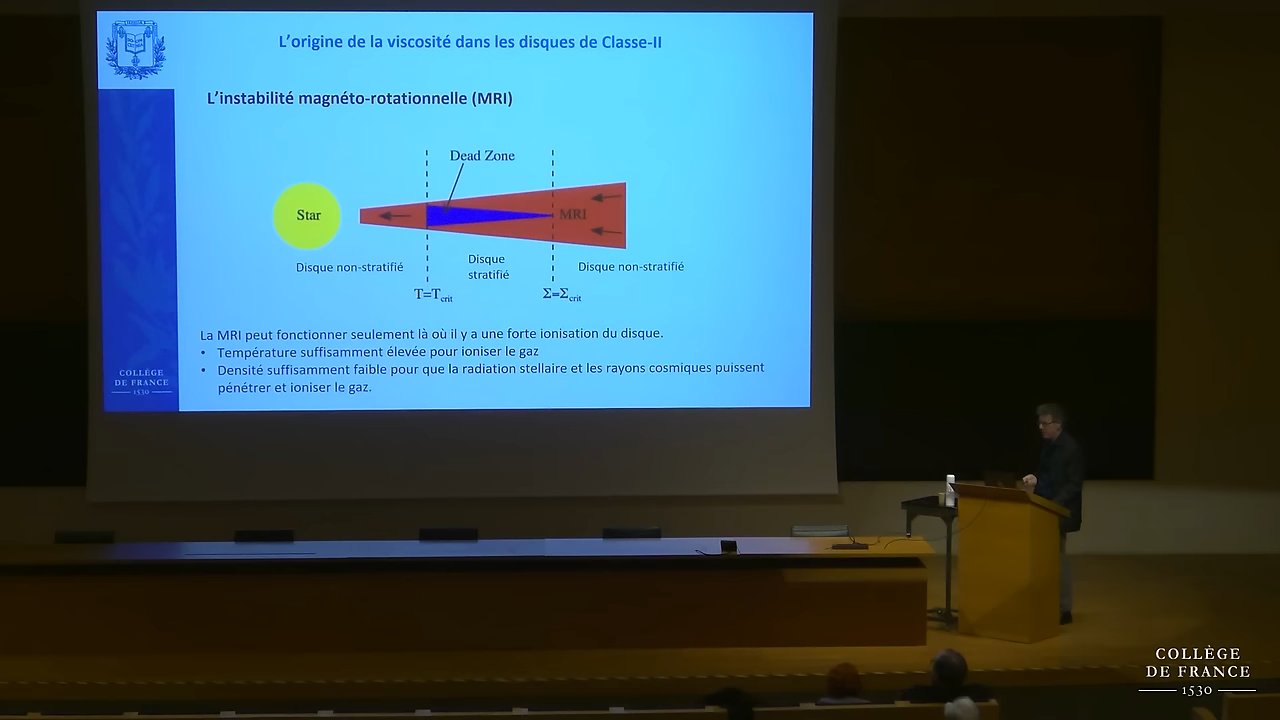 L'origine de la viscosité dans les disques de Classe-II
L'instabilité magnéto-rotationnelle (MRI)
Dead Zone
Star
MRI
Disque non-stratifié
Disque
stratifié
Disque non-stratifié
T=Tcrit
Σ=Σcrit
La MRI peut fonctionner seulement là où il y a une forte ionisation du disque.
• Température suffisamment élevée pour ioniser le gaz
• Densité suffisamment faible pour que la radiation stellaire et les rayons cosmiques puissent
pénétrer et ioniser le gaz.
COLLÈGE
DE FRANCE
1530
COLLÈGE
DE FRANCE
1530